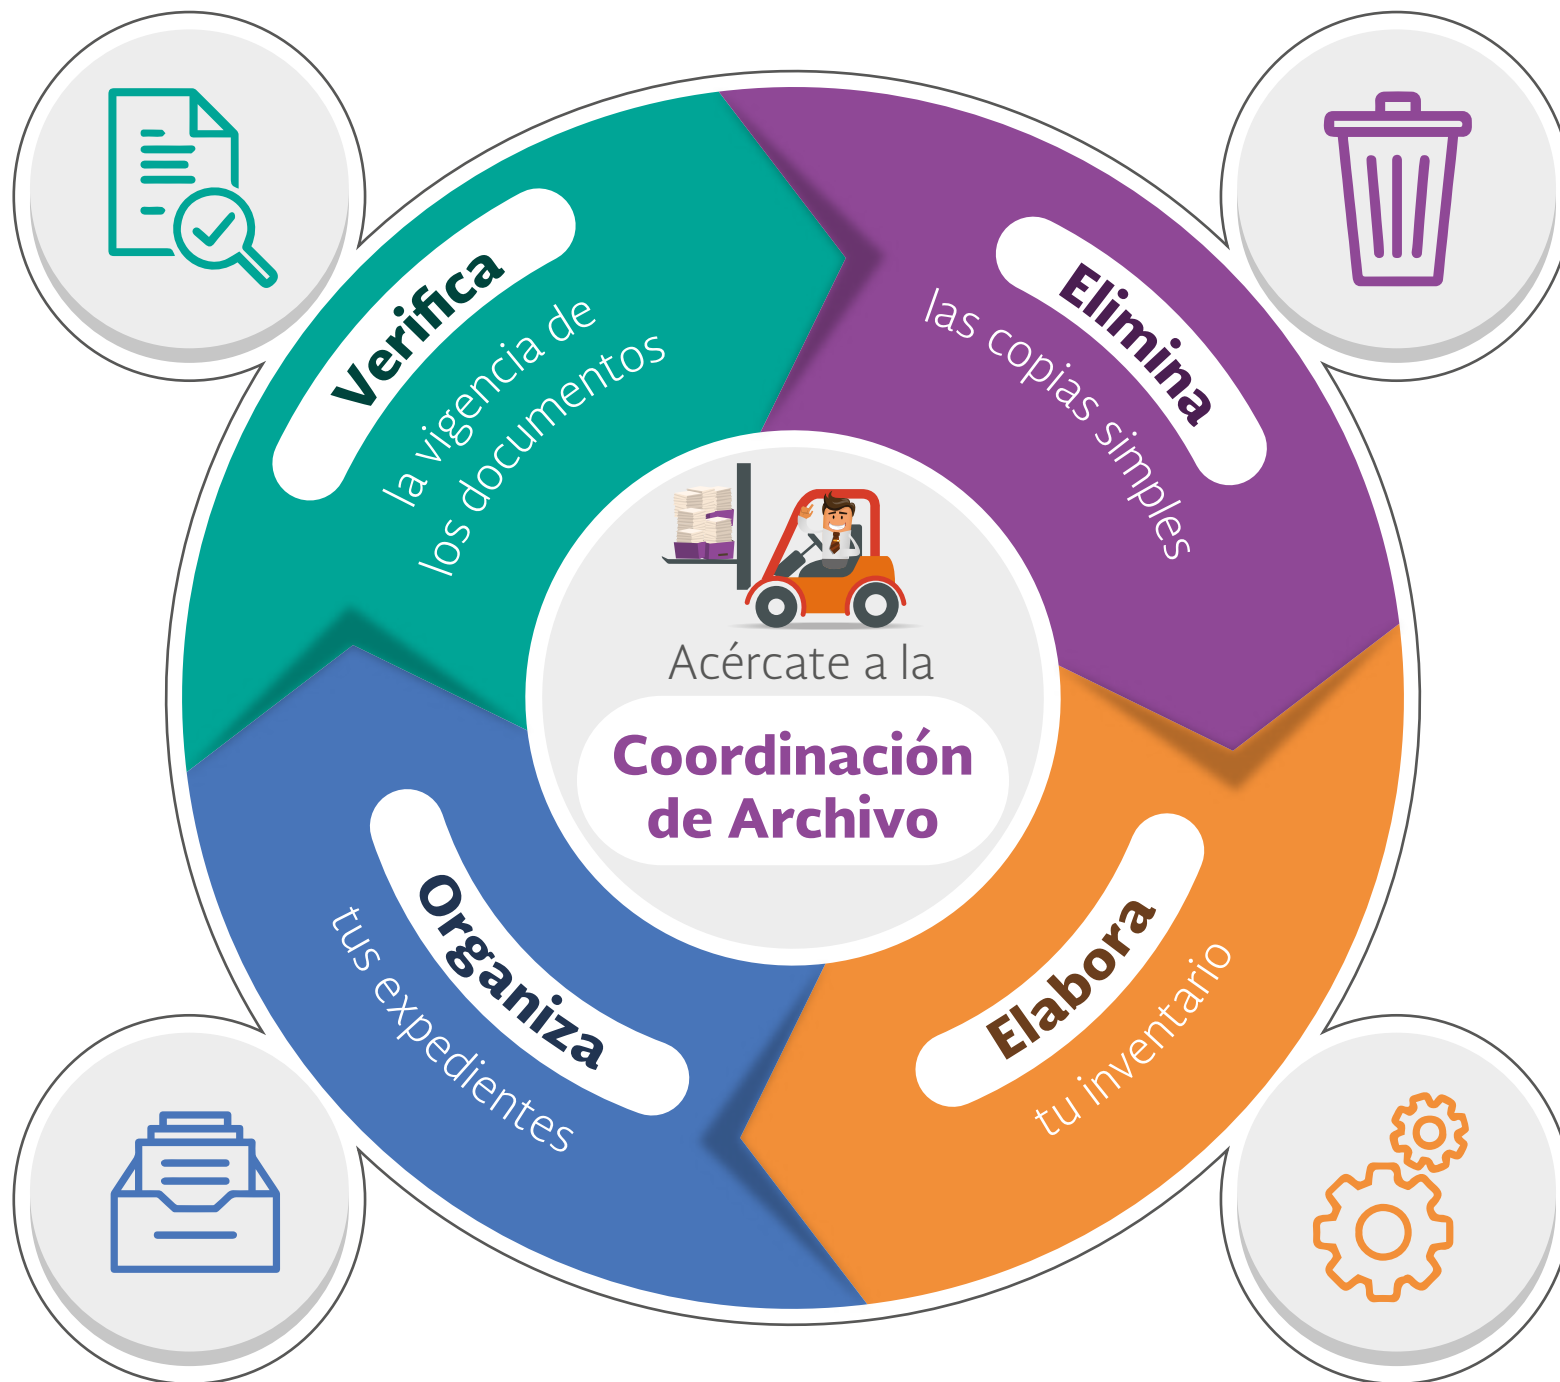 Verifica
la vigencia de
los documentos
Elimina
las copias simples
Acércate a la
Coordinación
de Archivo
Organiza
tus expedientes
Elabora
tu inventario